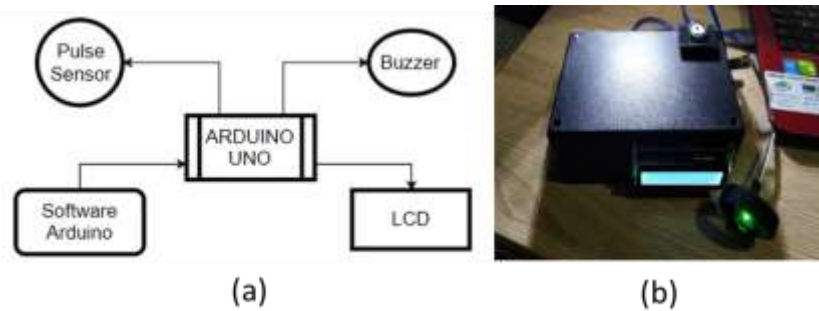 Pulse
Sensor
Buzzer
ARDUINO
UNO
Software
Arduino
LCD
(a)
(b)